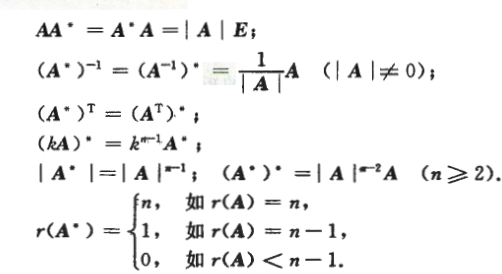 AA* = A*A = | A | E;
(A*)⁻¹ = (A⁻¹)* = 1/|A| A （| A | ≠ 0);
(A*)ᵀ = (Aᵀ)*;
(kA)* = kⁿ⁻¹A*;
| A* | = | A |ⁿ⁻¹; (A*)* = | A |ⁿ⁻²A （n ≥ 2).
r(A*) = { n, 如 r(A) = n,
1, 如 r(A) = n − 1,
0, 如 r(A) < n − 1.